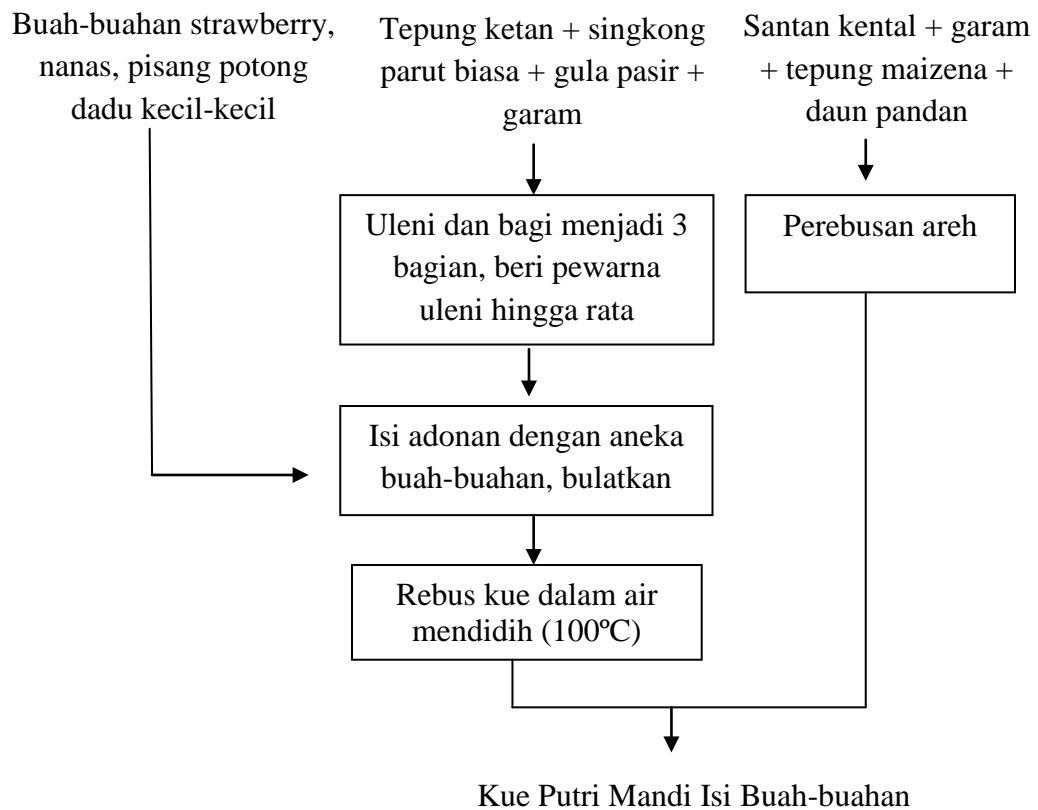 Buah-buahan strawberry,
nanas, pisang potong
dadu kecil-kecil
Tepung ketan + singkong
parut biasa + gula pasir +
garam
Santan kental + garam
+ tepung maizena +
daun pandan
Uleni dan bagi menjadi 3
bagian, beri pewarna
uleni hingga rata
Perebusan areh
Isi adonan dengan aneka
buah-buahan, bulatkan
Rebus kue dalam air
mendidih (100ºC)
Kue Putri Mandi Isi Buah-buahan